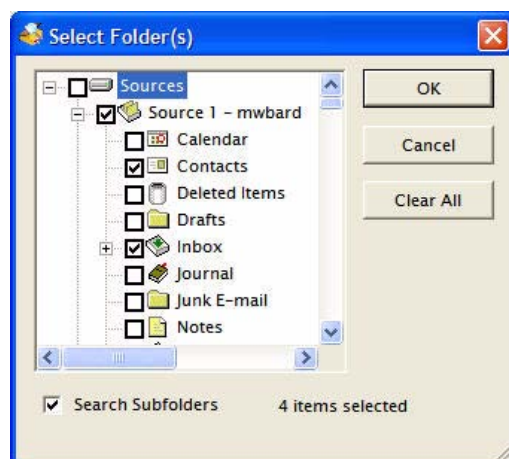 Select Folder(s)
Sources
Source 1 - mwbard
Calendar
Contacts
Deleted Items
Drafts
Inbox
Journal
Junk E-mail
Notes
OK
Cancel
Clear All
Search Subfolders
4 items selected